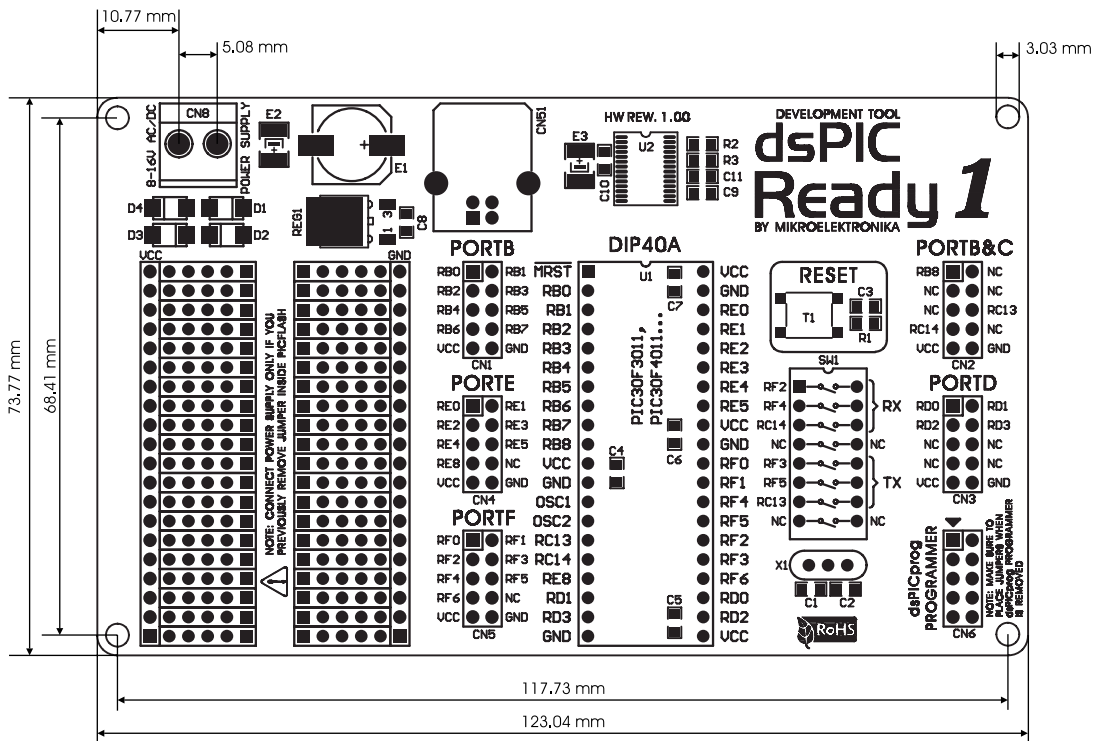 10.77 mm
5.08 mm
3.03 mm
73.77 mm
68.41 mm
8-16V AC/DC
CN8
POWER SUPPLY
E2
E1
CN51
HW REW. 1.00
E3
C10
U2
R2
R3
C11
C9
DEVELOPMENT TOOL
dsPIC
Ready 1
BY MIKROELEKTRONIKA
D4
D1
D3
D2
REG1
3
1
C8
VCC
GND
NOTE: CONNECT POWER SUPPLY ONLY IF YOU
PREVIOUSLY REMOVE JUMPER INSIDE PICFLASH
PORTB
RB0 RB1
RB2 RB3
RB4 RB5
RB6 RB7
VCC GND
CN1
PORTE
RE0 RE1
RE2 RE3
RE4 RE5
RE8 NC
VCC GND
CN4
PORTF
RF0 RF1
RF2 RF3
RF4 RF5
RF6 NC
VCC GND
CN5
DIP40A
U1
MRST VCC
RB0 GND
RB1 RE0
RB2 RE1
RB3 RE2
RB4 RE3
RB5 RE4
RB6 RE5
RB7 VCC
RB8 GND
VCC RF0
GND RF1
OSC1 RF4
OSC2 RF5
RC13 RF2
RC14 RF3
RE8 RF6
RD1 RD0
RD3 RD2
GND VCC
PIC30F3011,
PIC30F4011...
C7
C6
C4
C5
RESET
T1
C3
R1
SW1
RF2
RF4
RC14
RX
NC NC
RF3
RF5
RC13
TX
NC NC
X1
C1 C2
RoHS
PORTB&C
RB8 NC
NC NC
NC RC13
RC14 NC
VCC GND
CN2
PORTD
RD0 RD1
RD2 RD3
NC NC
NC NC
VCC GND
CN3
dsPICprog
PROGRAMMER
CN6
NOTE: MAKE SURE TO
PLACE JUMPERS WHEN
dsPICprog PROGRAMMER
IS REMOVED
117.73 mm
123.04 mm